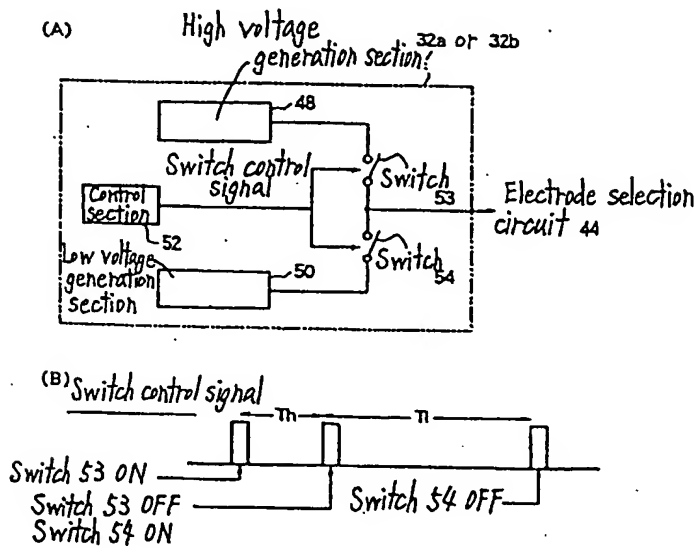 (A)
High voltage
generation section
32a or 32b
48
Switch control
signal
Switch
53
Control
section
52
Electrode selection
circuit 44
Switch
54
Low voltage
generation
section
50
(B) Switch control signal
Th
Tl
Switch 53 ON
Switch 53 OFF
Switch 54 ON
Switch 54 OFF